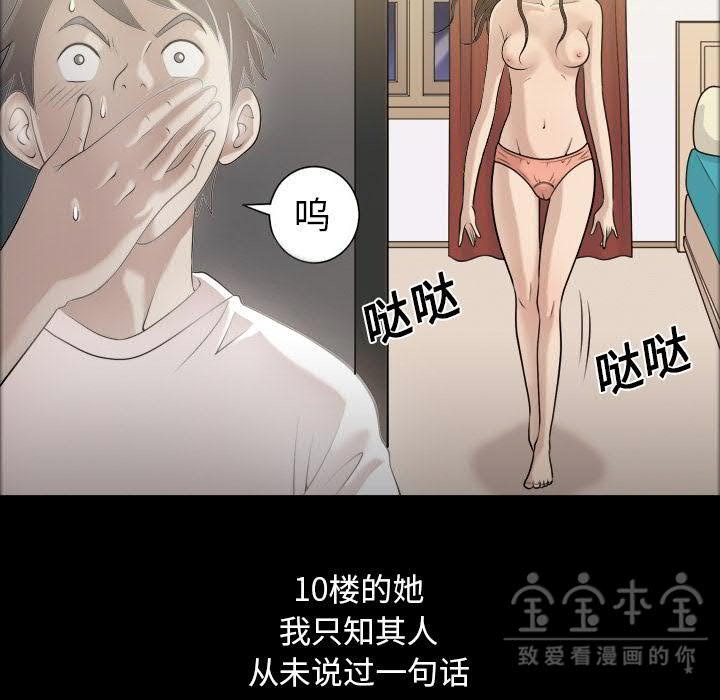 呜
哒哒
哒哒
10楼的她
我只知其人
从未说过一句话
宝宝本宝
致爱看漫画的你